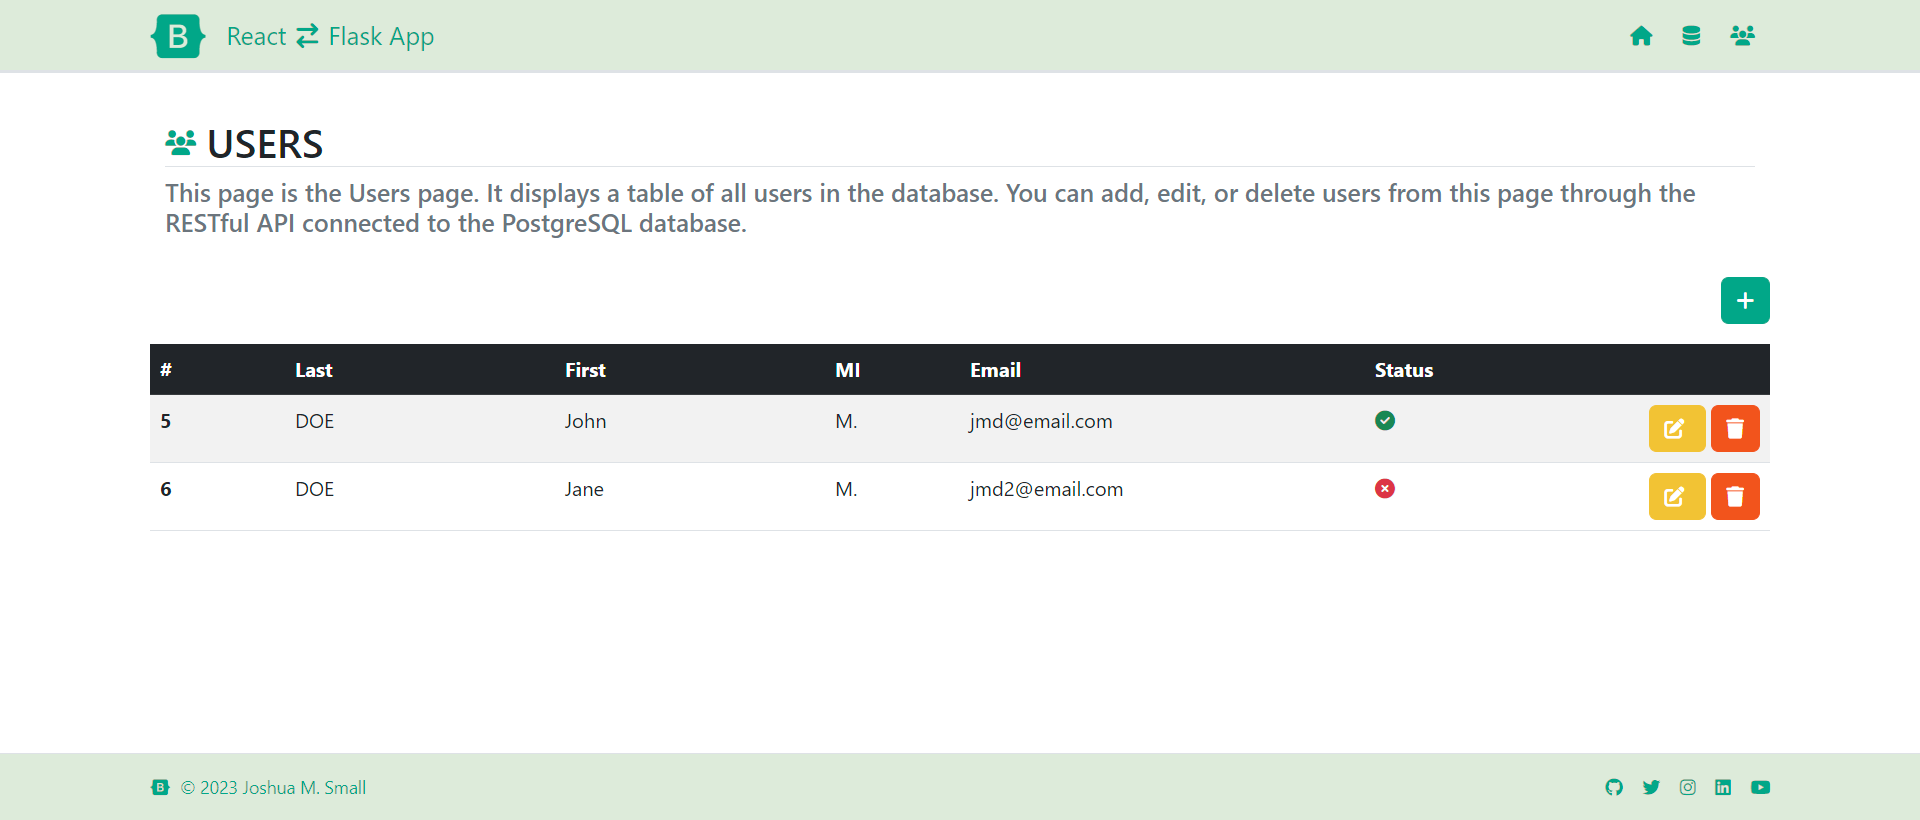 B React Flask App
USERS
This page is the Users page. It displays a table of all users in the database. You can add, edit, or delete users from this page through the
RESTful API connected to the PostgreSQL database.
+
# Last First MI Email Status
5 DOE John M. jmd@email.com
6 DOE Jane M. jmd2@email.com
B © 2023 Joshua M. Small